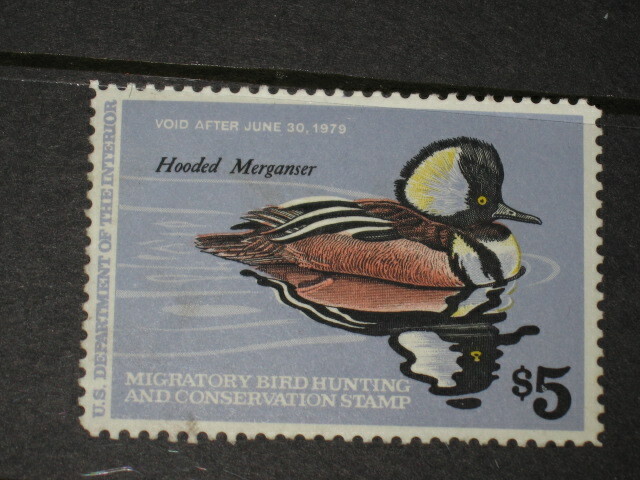 U.S. DEPARTMENT OF THE INTERIOR
VOID AFTER JUNE 30, 1979
Hooded Merganser
MIGRATORY BIRD HUNTING
AND CONSERVATION STAMP
$5